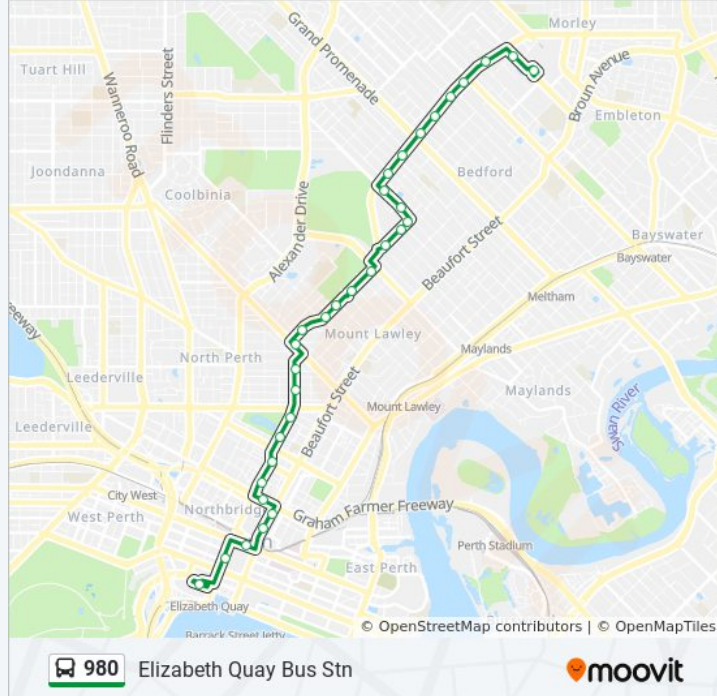 Morley
Grand Promenade
Tuart Hill
Wanneroo Road
Flinders Street
Broun Avenue
Embleton
Joondanna
Coolbinia
Bedford
Alexander Drive
Beaufort Street
Bayswater
Bayswater
Meltham
Mount Lawley
North Perth
Maylands
Leederville
Maylands
Swan River
Beaufort Street
Mount Lawley
Leederville
City West
Northbridg
Graham Farmer Freeway
West Perth
Perth Stadium
East Perth
Elizabeth Quay
Barrack Street Jetty
© OpenStreetMap contributors | © OpenMapTiles
980 Elizabeth Quay Bus Stn
moovit